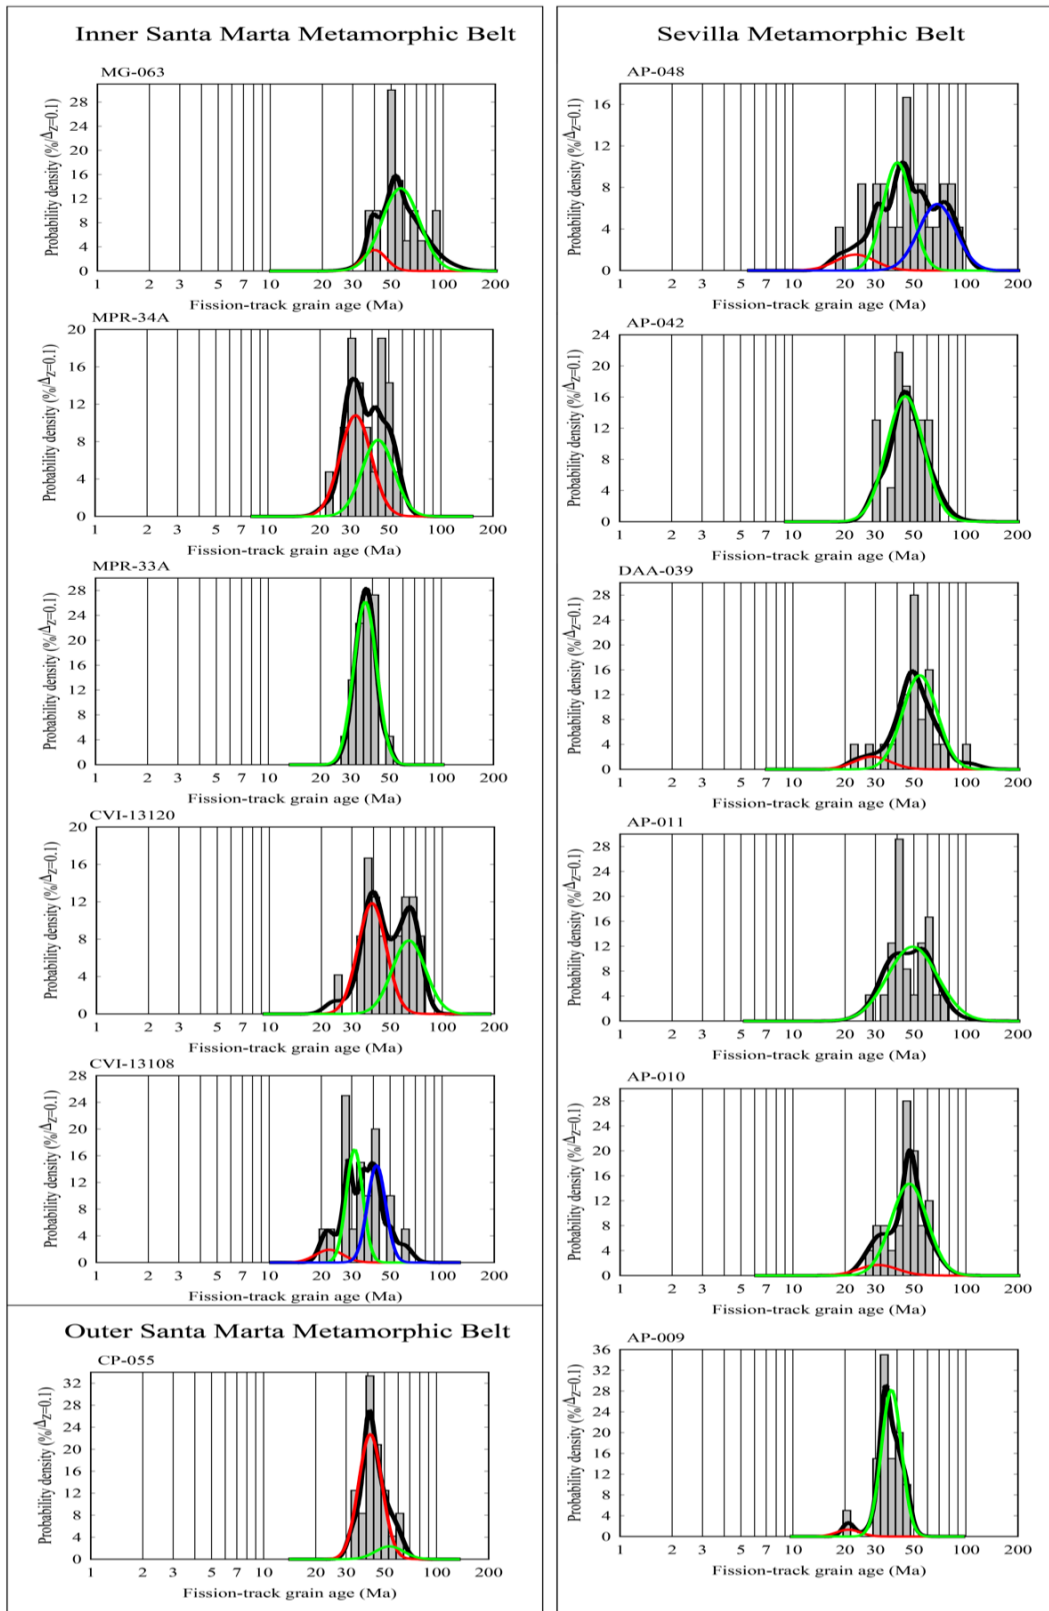 Inner Santa Marta Metamorphic Belt
MG-063
Probability density (%/Δz=0.1)
28
24
20
16
12
8
4
0
1 2 3 5 7 10 20 30 50 100 200
Fission-track grain age (Ma)
MPR-34A
Probability density (%/Δz=0.1)
20
16
12
8
4
0
1 2 3 5 7 10 20 30 50 100 200
Fission-track grain age (Ma)
MPR-33A
Probability density (%/Δz=0.1)
28
24
20
16
12
8
4
0
1 2 3 5 7 10 20 30 50 100 200
Fission-track grain age (Ma)
CVI-13120
Probability density (%/Δz=0.1)
20
16
12
8
4
0
1 2 3 5 7 10 20 30 50 100 200
Fission-track grain age (Ma)
CVI-13108
Probability density (%/Δz=0.1)
28
24
20
16
12
8
4
0
1 2 3 5 7 10 20 30 50 100 200
Fission-track grain age (Ma)
Outer Santa Marta Metamorphic Belt
CP-055
Probability density (%/Δz=0.1)
32
28
24
20
16
12
8
4
0
1 2 3 5 7 10 20 30 50 100 200
Fission-track grain age (Ma)
Sevilla Metamorphic Belt
AP-048
Probability density (%/Δz=0.1)
16
12
8
4
0
1 2 3 5 7 10 20 30 50 100 200
Fission-track grain age (Ma)
AP-042
Probability density (%/Δz=0.1)
24
20
16
12
8
4
0
1 2 3 5 7 10 20 30 50 100 200
Fission-track grain age (Ma)
DAA-039
Probability density (%/Δz=0.1)
28
24
20
16
12
8
4
0
1 2 3 5 7 10 20 30 50 100 200
Fission-track grain age (Ma)
AP-011
Probability density (%/Δz=0.1)
28
24
20
16
12
8
4
0
1 2 3 5 7 10 20 30 50 100 200
Fission-track grain age (Ma)
AP-010
Probability density (%/Δz=0.1)
28
24
20
16
12
8
4
0
1 2 3 5 7 10 20 30 50 100 200
Fission-track grain age (Ma)
AP-009
Probability density (%/Δz=0.1)
36
32
28
24
20
16
12
8
4
0
1 2 3 5 7 10 20 30 50 100 200
Fission-track grain age (Ma)